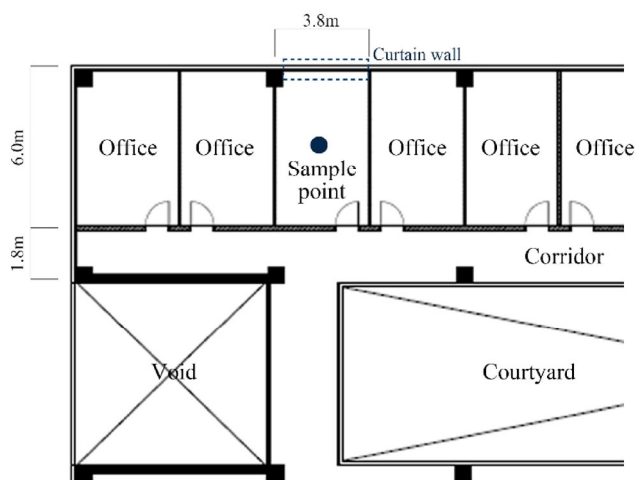 3.8m
Curtain wall
6.0m
Office
Office
Sample
point
Office
Office
Office
1.8m
Corridor
Void
Courtyard